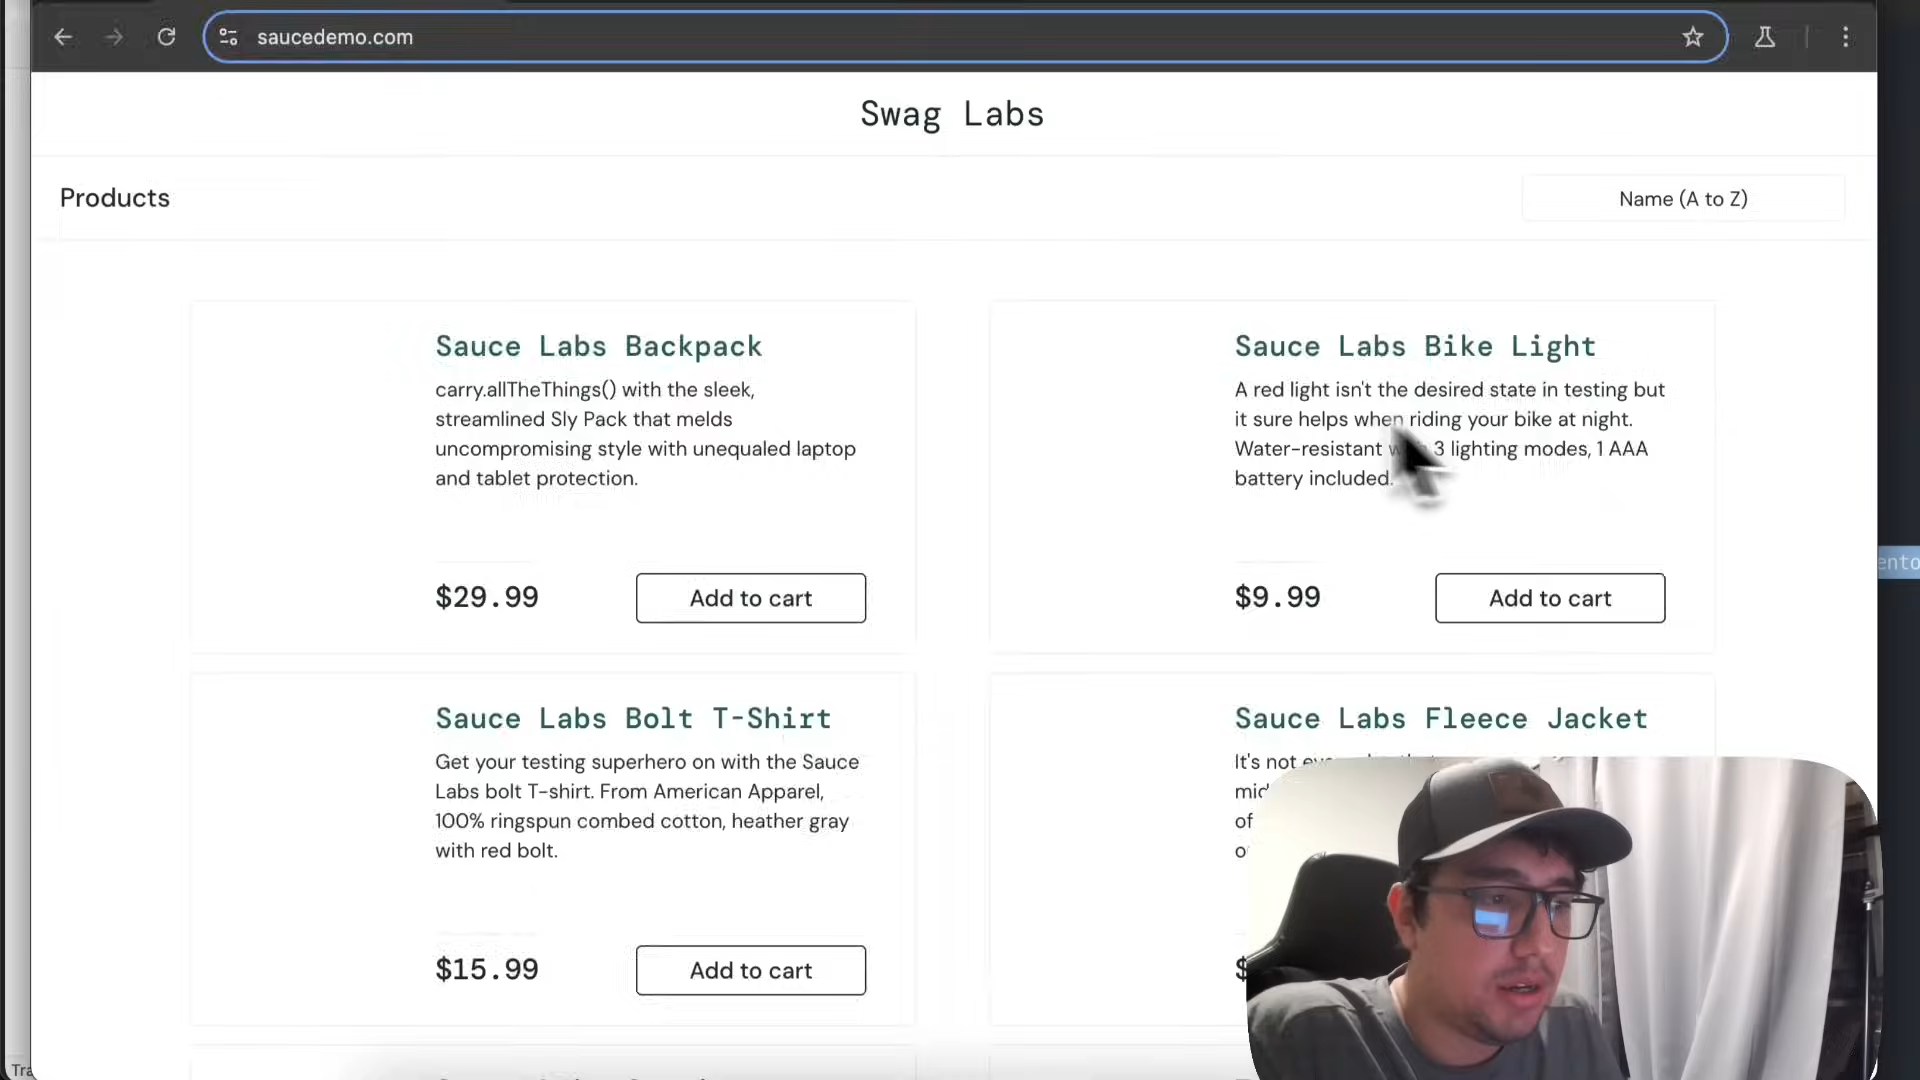 saucedemo.com
Swag Labs
Products
Name (A to Z)
Sauce Labs Backpack
carry.allTheThings() with the sleek,
streamlined Sly Pack that melds
uncompromising style with unequaled laptop
and tablet protection.
$29.99
Add to cart
Sauce Labs Bike Light
A red light isn't the desired state in testing but
it sure helps when riding your bike at night.
Water-resistant 3 lighting modes, 1 AAA
battery included.
$9.99
Add to cart
Sauce Labs Bolt T-Shirt
Get your testing superhero on with the Sauce
Labs bolt T-shirt. From American Apparel,
100% ringspun combed cotton, heather gray
with red bolt.
$15.99
Add to cart
Sauce Labs Fleece Jacket
It's not
of
$
ento
Tra